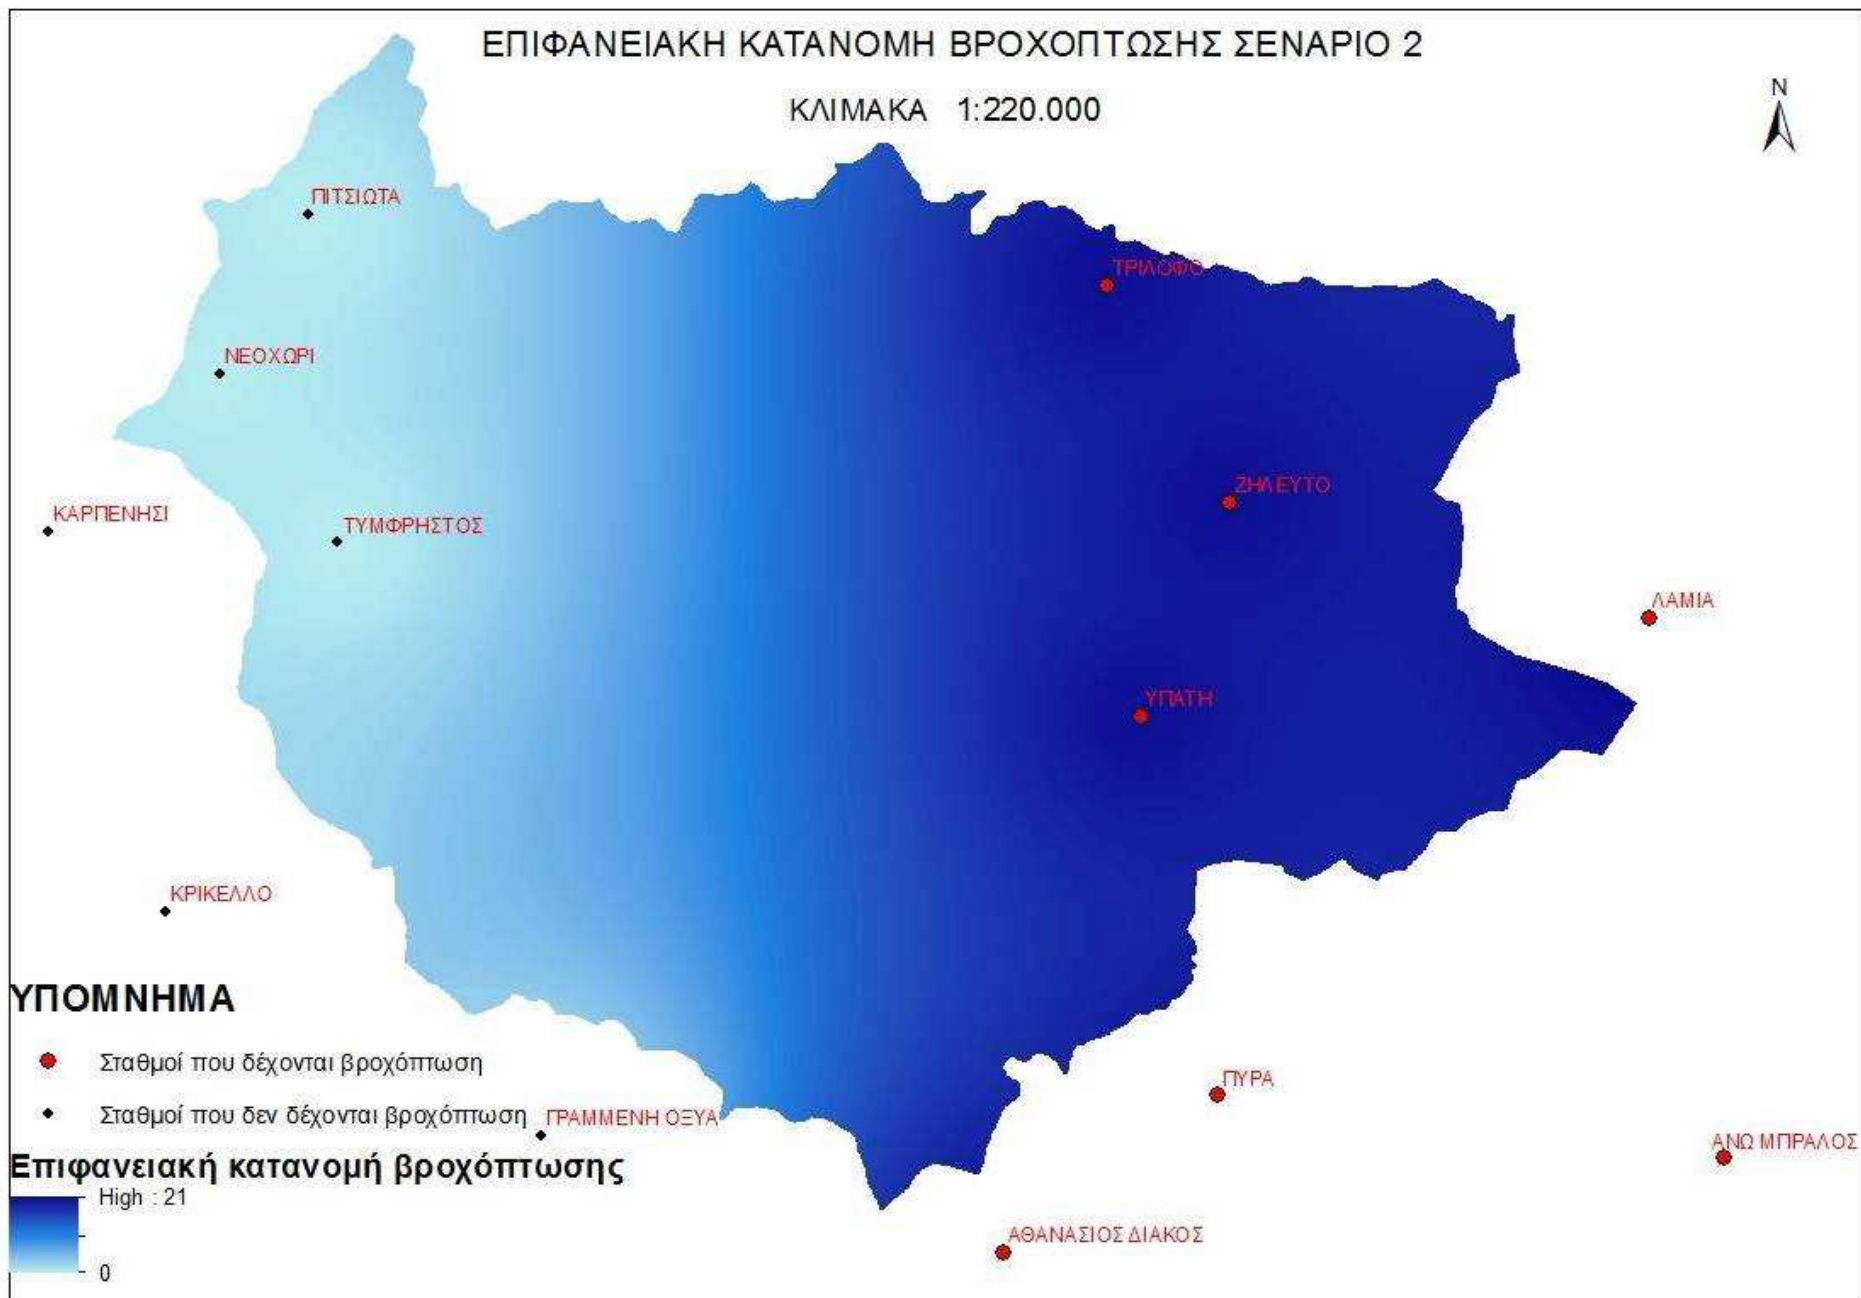 ΕΠΙΦΑΝΕΙΑΚΗ ΚΑΤΑΝΟΜΗ ΒΡΟΧΟΠΤΩΣΗΣ ΣΕΝΑΡΙΟ 2
ΚΛΙΜΑΚΑ 1:220.000
N
ΠΙΤΣΙΩΤΑ
ΤΡΙΛΟΦΟ
ΝΕΟΧΩΡΙ
ΖΗΛΕΥΤΟ
ΚΑΡΠΕΝΗΣΙ
ΤΥΜΦΡΗΣΤΟΣ
ΛΑΜΙΑ
ΥΠΑΤΗ
ΚΡΙΚΕΛΛΟ
ΥΠΟΜΝΗΜΑ
Σταθμοί που δέχονται βροχόπτωση
ΠΥΡΑ
Σταθμοί που δεν δέχονται βροχόπτωση
ΓΡΑΜΜΕΝΗ ΟΞΥΑ
ΑΝΩ ΜΠΡΑΛΟΣ
Επιφανειακή κατανομή βροχόπτωσης
High : 21
ΑΘΑΝΑΣΙΟΣ ΔΙΑΚΟΣ
0